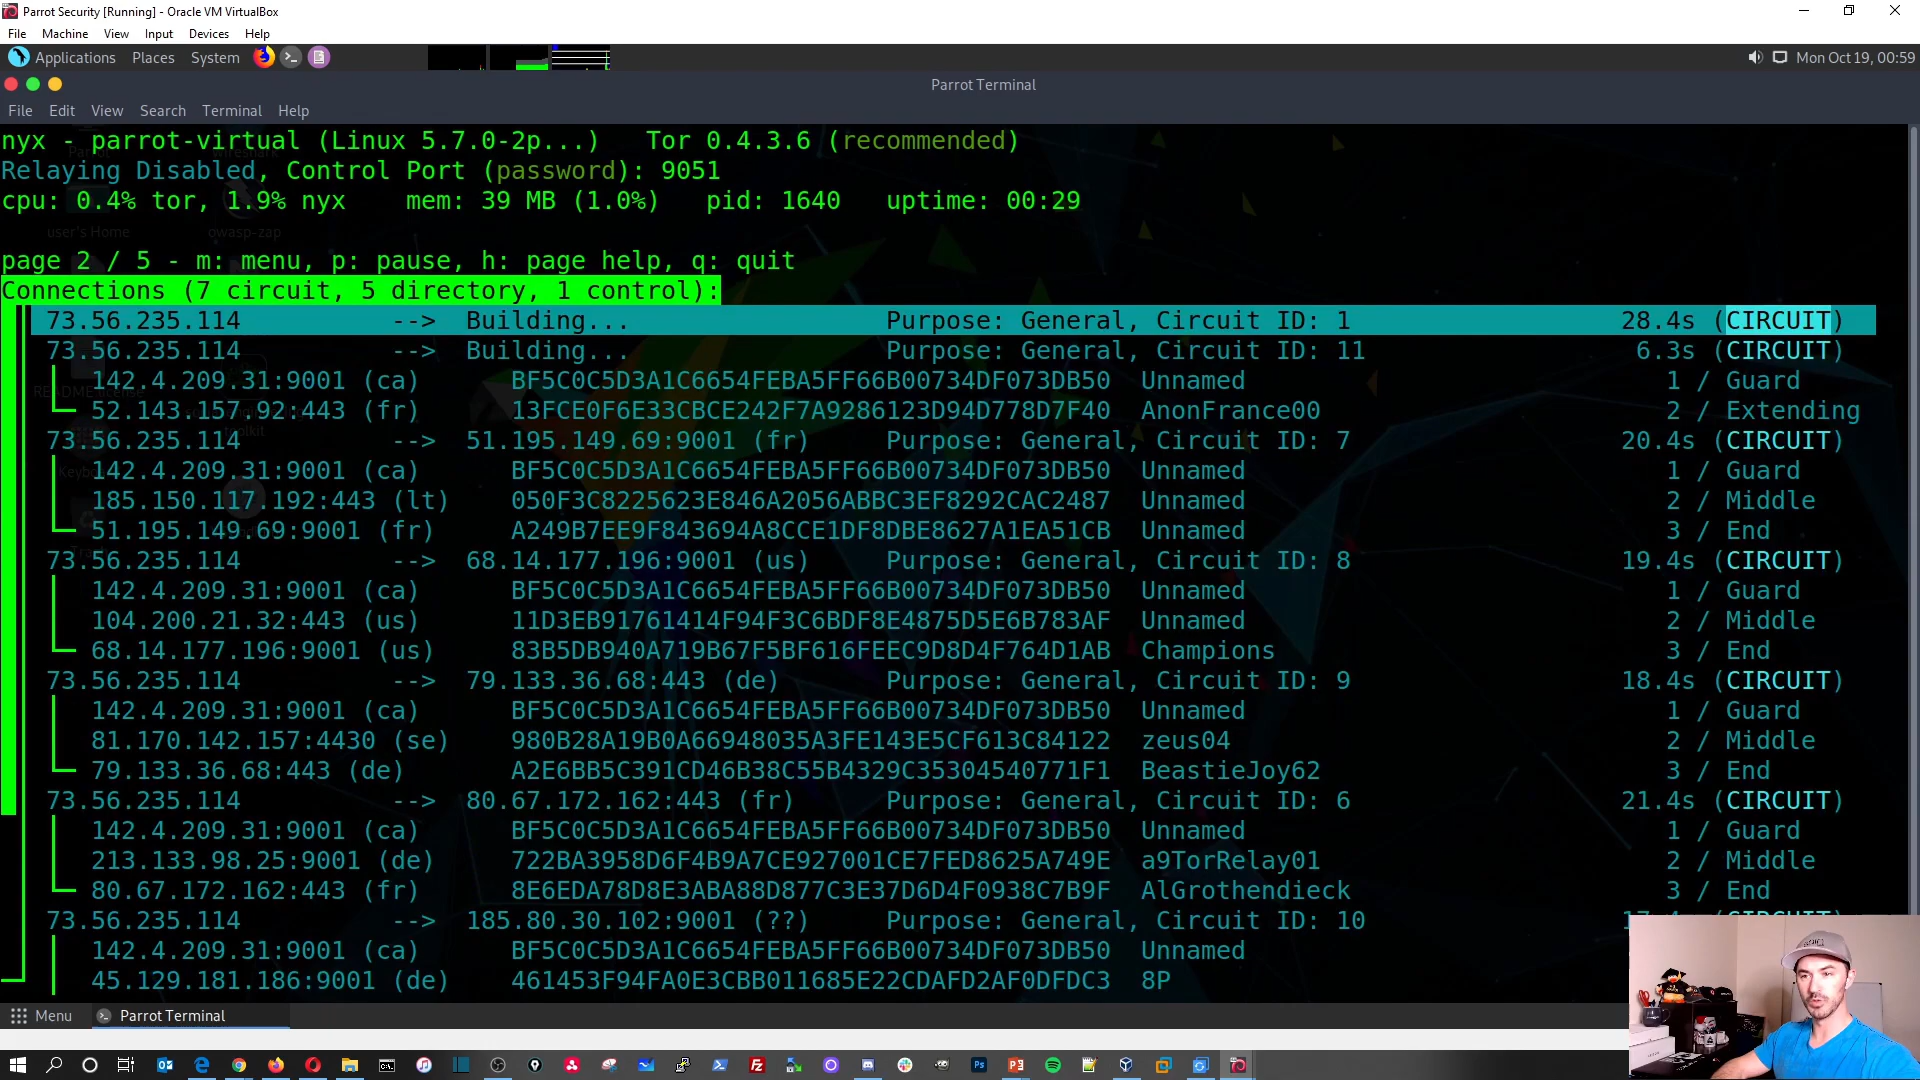 Parrot Security [Running] - Oracle VM VirtualBox
File Machine View Input Devices Help
Applications Places System Mon Oct 19, 00:59
Parrot Terminal
File Edit View Search Terminal Help
nyx - parrot-virtual (Linux 5.7.0-2p...) Tor 0.4.3.6 (recommended)
Relaying Disabled, Control Port (password): 9051
cpu: 0.4% tor, 1.9% nyx mem: 39 MB (1.0%) pid: 1640 uptime: 00:29
user's Home owasp-zap
page 2 / 5 - m: menu, p: pause, h: page help, q: quit
Connections (7 circuit, 5 directory, 1 control):
73.56.235.114 --> Building... Purpose: General, Circuit ID: 1 28.4s (CIRCUIT)
73.56.235.114 --> Building... Purpose: General, Circuit ID: 11 6.3s (CIRCUIT)
142.4.209.31:9001 (ca) BF5C0C5D3A1C6654FEBA5FF66B00734DF073DB50 Unnamed 1 / Guard
52.143.157.92:443 (fr) 13FCE0F6E33CBCE242F7A9286123D94D778D7F40 AnonFrance00 2 / Extending
73.56.235.114 --> 51.195.149.69:9001 (fr) Purpose: General, Circuit ID: 7 20.4s (CIRCUIT)
142.4.209.31:9001 (ca) BF5C0C5D3A1C6654FEBA5FF66B00734DF073DB50 Unnamed 1 / Guard
185.150.117.192:443 (lt) 050F3C8225623E846A2056ABBC3EF8292CAC2487 Unnamed 2 / Middle
51.195.149.69:9001 (fr) A249B7EE9F843694A8CCE1DF8DBE8627A1EA51CB Unnamed 3 / End
73.56.235.114 --> 68.14.177.196:9001 (us) Purpose: General, Circuit ID: 8 19.4s (CIRCUIT)
142.4.209.31:9001 (ca) BF5C0C5D3A1C6654FEBA5FF66B00734DF073DB50 Unnamed 1 / Guard
104.200.21.32:443 (us) 11D3EB91761414F94F3C6BDF8E4875D5E6B783AF Unnamed 2 / Middle
68.14.177.196:9001 (us) 83B5DB940A719B67F5BF616FEEC9D8D4F764D1AB Champions 3 / End
73.56.235.114 --> 79.133.36.68:443 (de) Purpose: General, Circuit ID: 9 18.4s (CIRCUIT)
142.4.209.31:9001 (ca) BF5C0C5D3A1C6654FEBA5FF66B00734DF073DB50 Unnamed 1 / Guard
81.170.142.157:4430 (se) 980B28A19B0A66948035A3FE143E5CF613C84122 zeus04 2 / Middle
79.133.36.68:443 (de) A2E6BB5C391CD46B38C55B4329C35304540771F1 BeastieJoy62 3 / End
73.56.235.114 --> 80.67.172.162:443 (fr) Purpose: General, Circuit ID: 6 21.4s (CIRCUIT)
142.4.209.31:9001 (ca) BF5C0C5D3A1C6654FEBA5FF66B00734DF073DB50 Unnamed 1 / Guard
213.133.98.25:9001 (de) 722BA3958D6F4B9A7CE927001CE7FED8625A749E a9TorRelay01 2 / Middle
80.67.172.162:443 (fr) 8E6EDA78D8E3ABA88D877C3E37D6D4F0938C7B9F AlGrothendieck 3 / End
73.56.235.114 --> 185.80.30.102:9001 (??) Purpose: General, Circuit ID: 10
142.4.209.31:9001 (ca) BF5C0C5D3A1C6654FEBA5FF66B00734DF073DB50 Unnamed
45.129.181.186:9001 (de) 461453F94FA0E3CBB011685E22CDAFD2AF0DFDC3 8P
Menu Parrot Terminal